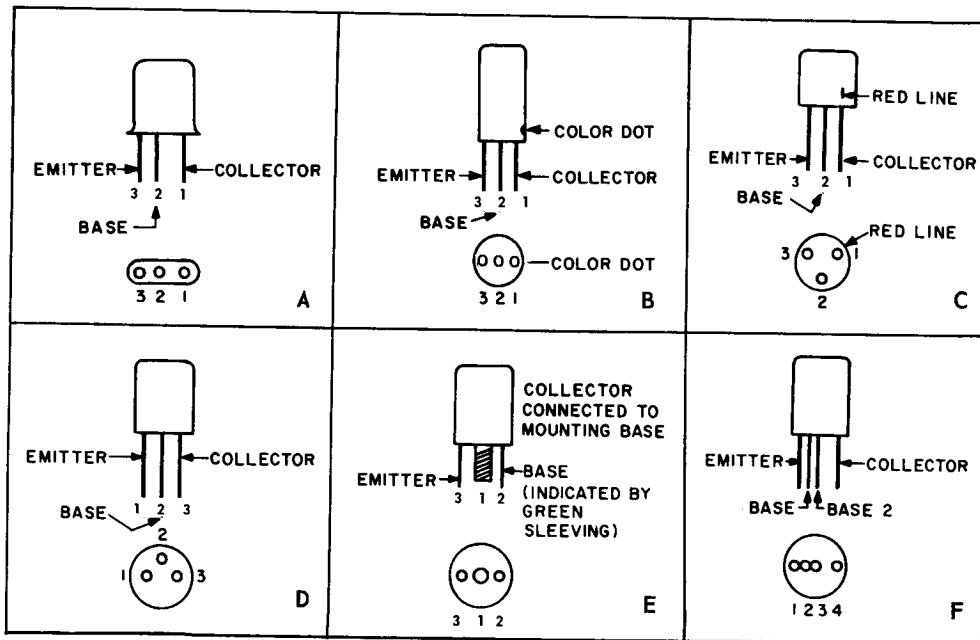 EMITTER
COLLECTOR
3 2 1
BASE
3 2 1
A
COLOR DOT
EMITTER
COLLECTOR
3 2 1
BASE
COLOR DOT
3 2 1
B
RED LINE
EMITTER
COLLECTOR
3 2 1
BASE
RED LINE
3 1
2
C
EMITTER
COLLECTOR
1 2 3
BASE
2
1 3
D
COLLECTOR
CONNECTED TO
MOUNTING BASE
EMITTER
BASE
3 1 2
(INDICATED BY
GREEN
SLEEVING)
3 1 2
E
EMITTER
COLLECTOR
BASE
BASE 2
1 2 3 4
F